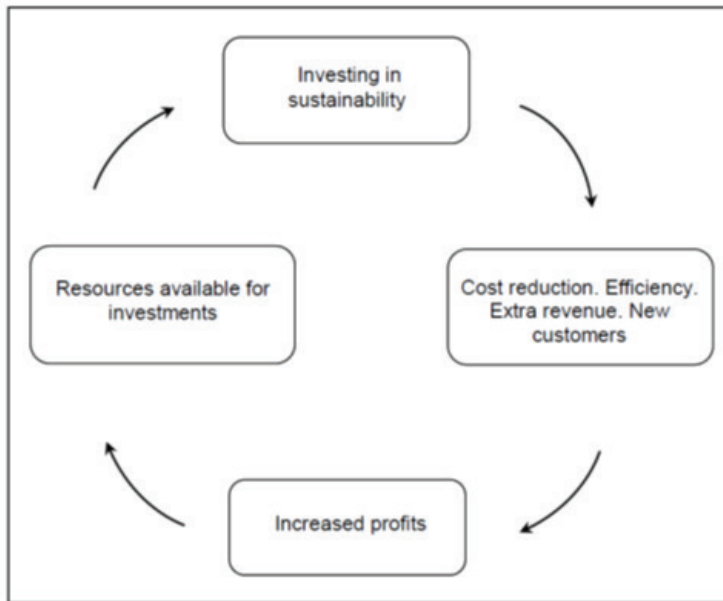 Investing in
sustainability
Resources available for
investments
Cost reduction. Efficiency.
Extra revenue. New
customers
Increased profits